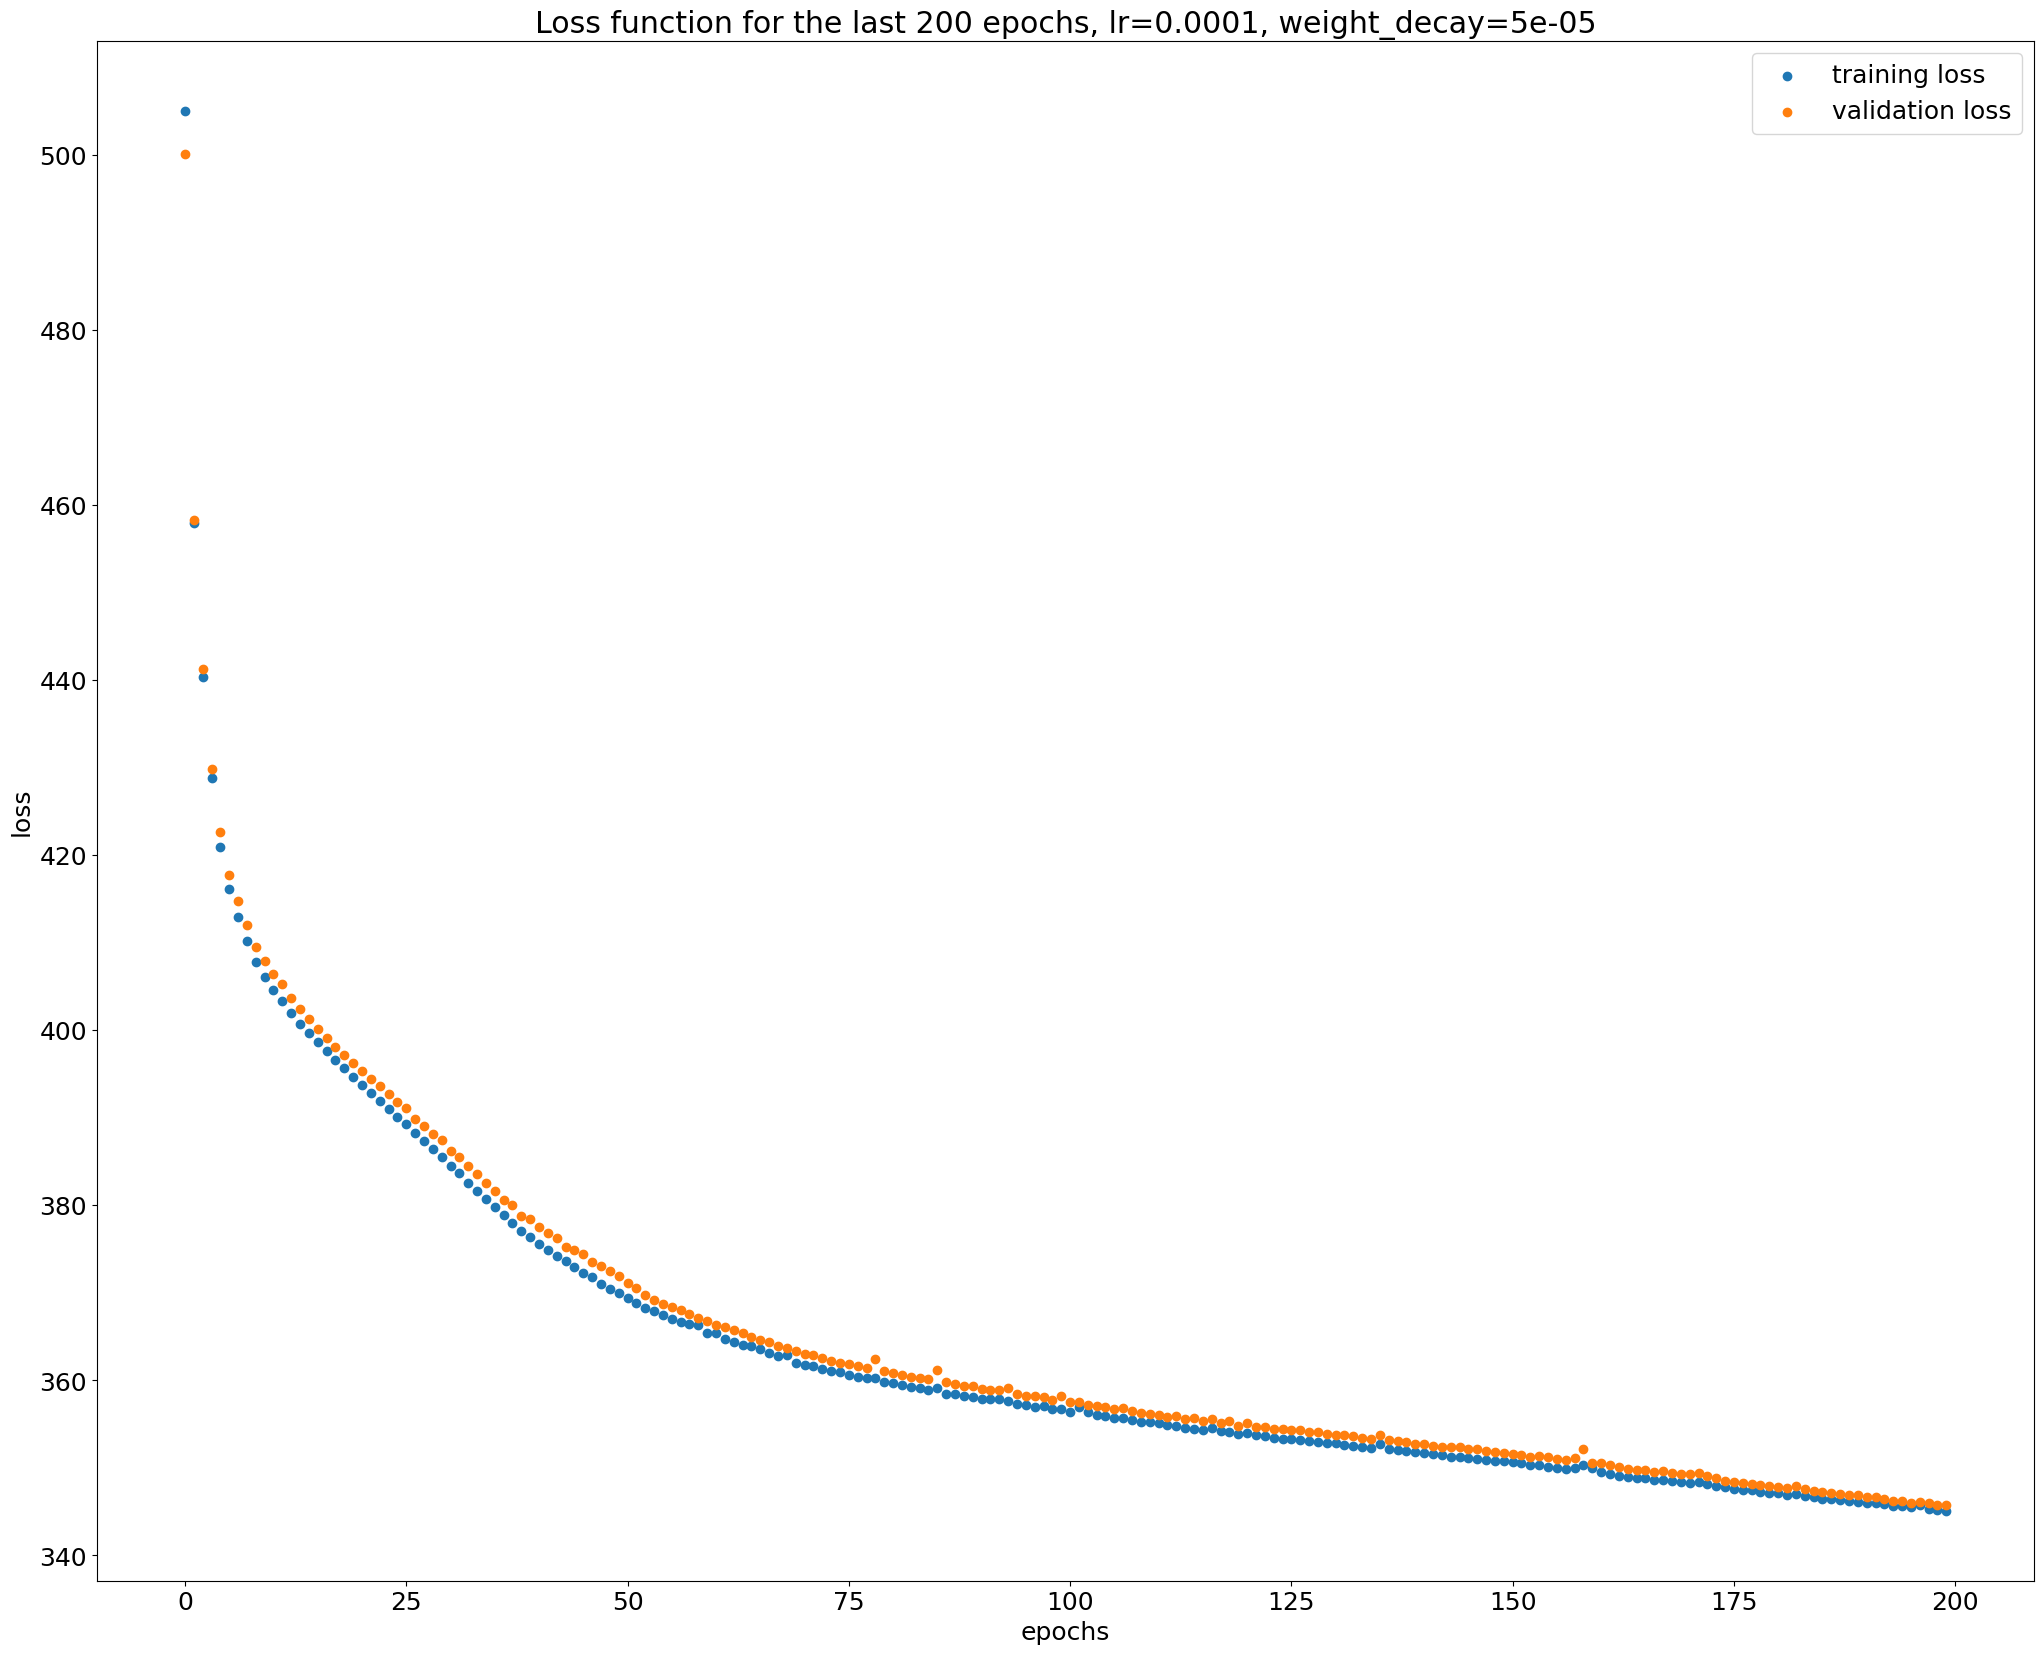 Loss function for the last 200 epochs, lr=0.0001, weight_decay=5e-05
training loss
validation loss
500
480
460
440
420
400
380
360
340
loss
0 25 50 75 100 125 150 175 200
epochs